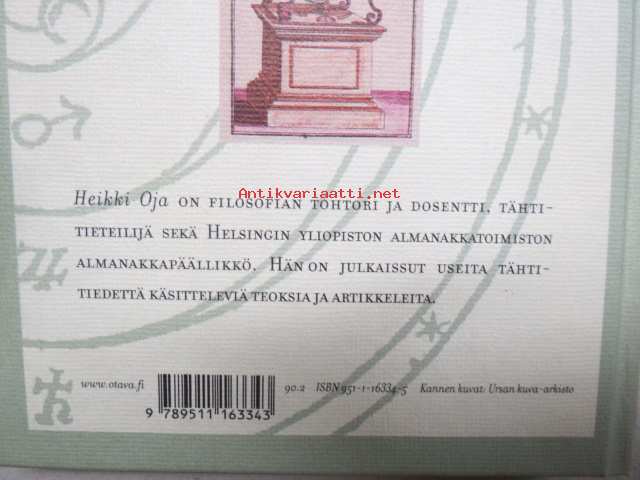 Antikvariaatti.net
Heikki Oja ON FILOSOFIAN TOHTORI JA DOSENTTI, TÄHTI-
TIETEILIJÄ SEKÄ HELSINGIN YLIOPISTON ALMANAKKATOIMISTON
ALMANAKKAPÄÄLLIKKÖ. HÄN ON JULKAISSUT USEITA TÄHTI-
TIEDETTÄ KÄSITTELEVIÄ TEOKSIA JA ARTIKKELEITA.
www.otava.fi 90.2 ISBN 951-1-16334-5 Kannen kuvat: Ursan kuva-arkisto
9 789511 163343